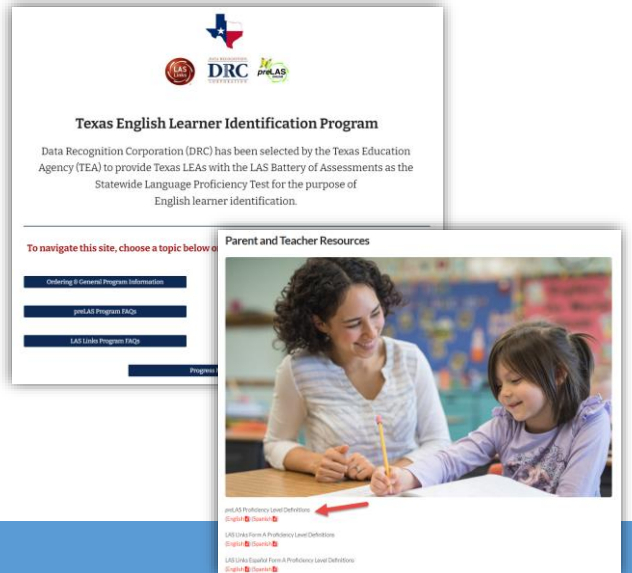 LAS
Links
DATA RECOGNITION
DRC
CORPORATION
preLAS
Texas English Learner Identification Program
Data Recognition Corporation (DRC) has been selected by the Texas Education
Agency (TEA) to provide Texas LEAs with the LAS Battery of Assessments as the
Statewide Language Proficiency Test for the purpose of
English learner identification.
To navigate this site, choose a topic below o
Ordering & General Program Information
preLAS Program FAQs
LAS Links Program FAQs
Progress
Parent and Teacher Resources
preLAS Proficiency Level Definitions
(English) (Spanish)
LAS Links Form A Proficiency Level Definitions
(English) (Spanish)
LAS Links Español Form A Proficiency Level Definitions
(English) (Spanish)